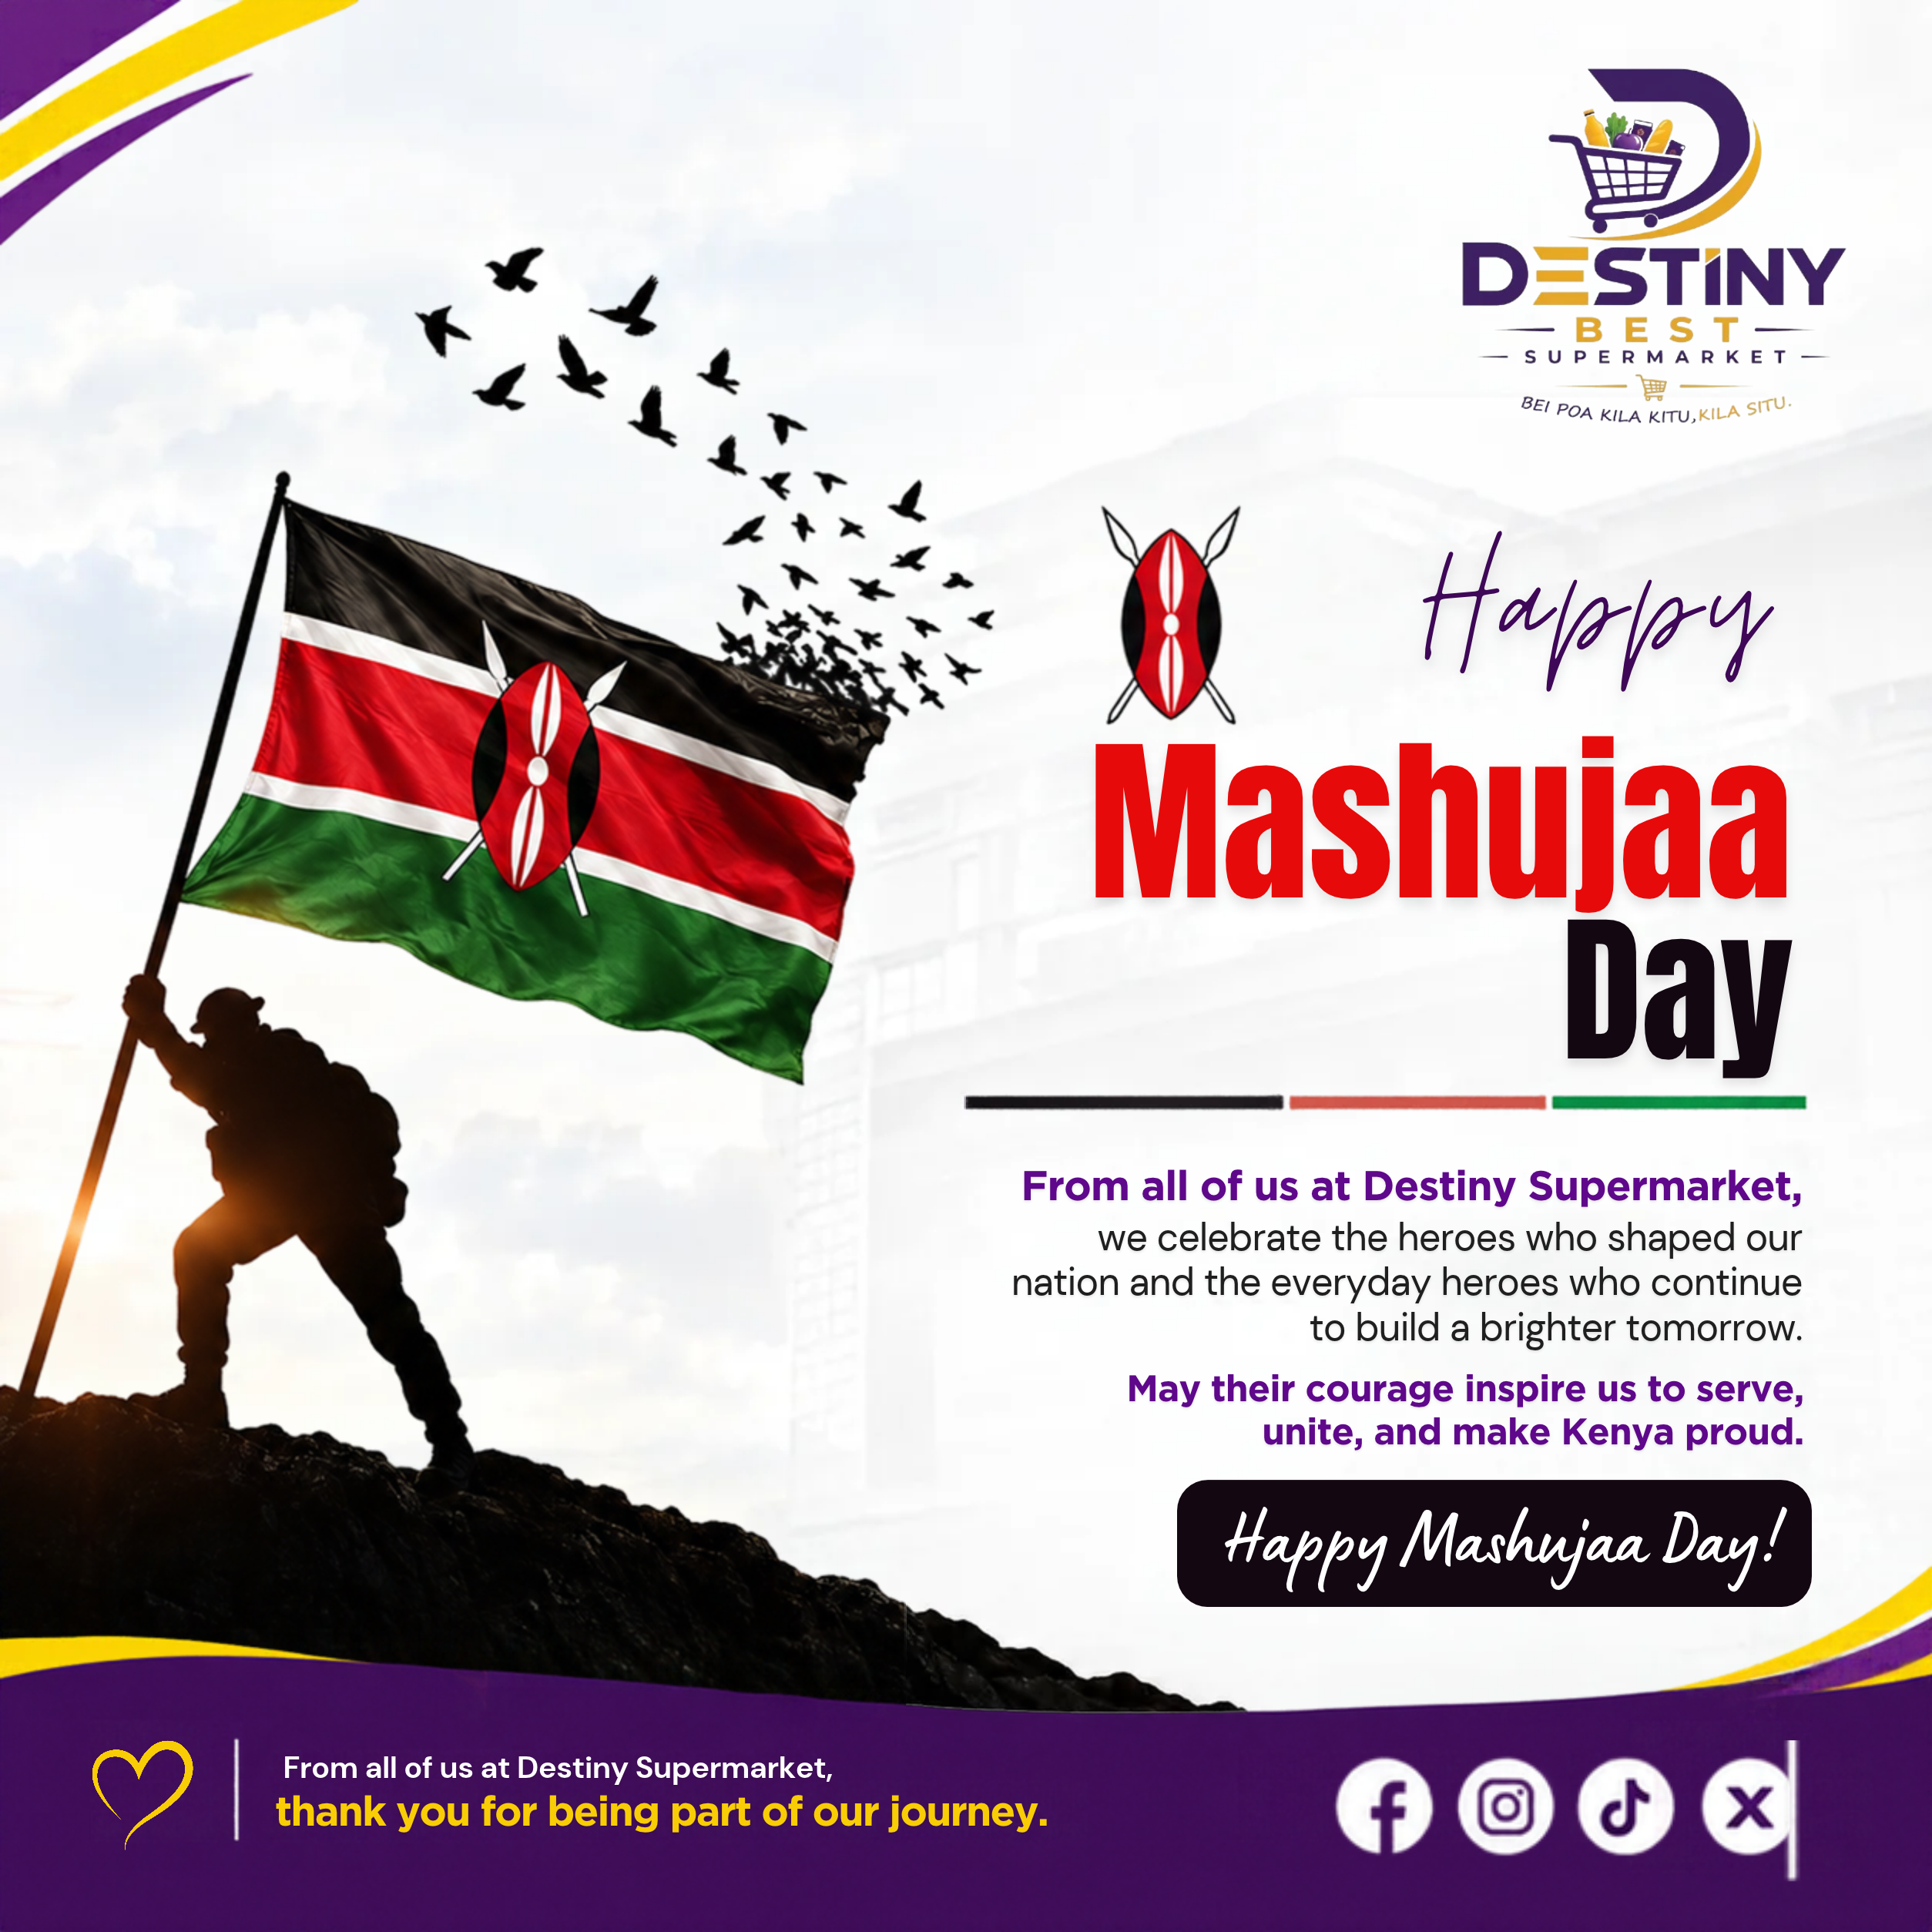 DESTINY
BEST
SUPERMARKET
BEI POA KILA KITU, KILA SITU.
Happy
Mashujaa
Day
From all of us at Destiny Supermarket,
we celebrate the heroes who shaped our
nation and the everyday heroes who continue
to build a brighter tomorrow.
May their courage inspire us to serve,
unite, and make Kenya proud.
Happy Mashujaa Day!
From all of us at Destiny Supermarket,
thank you for being part of our journey.